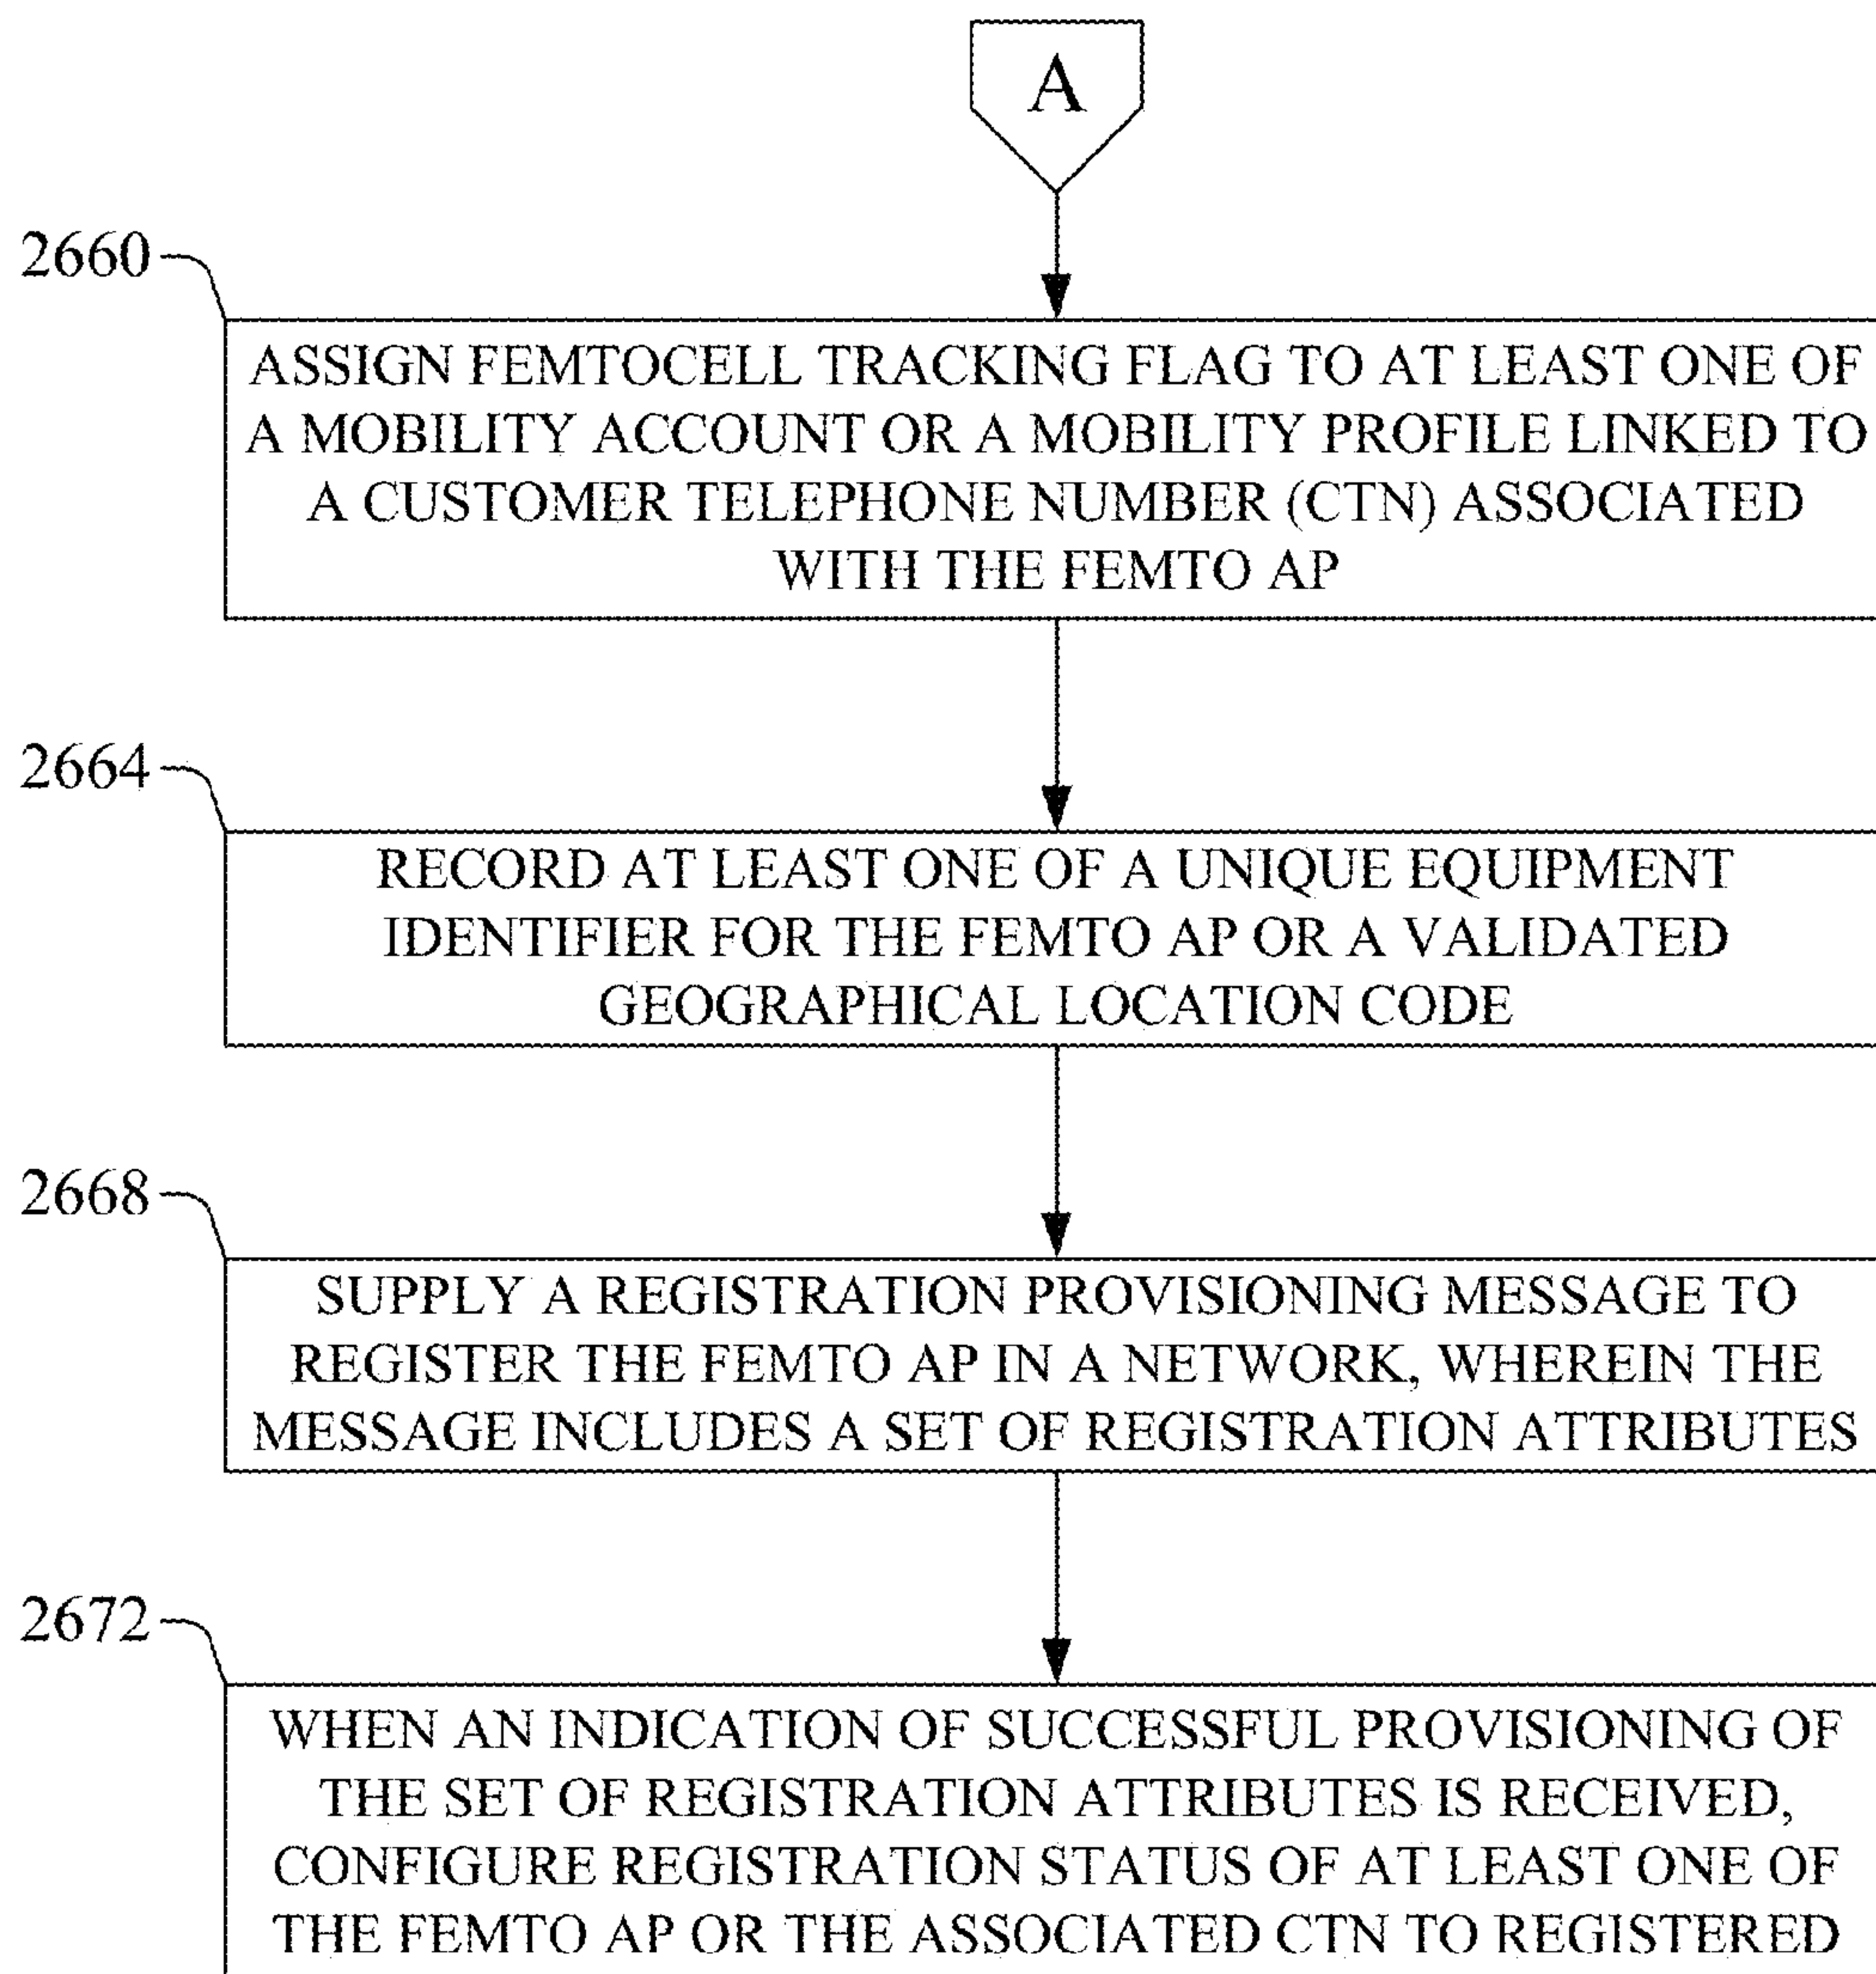 A
2660
ASSIGN FEMTOCELL TRACKING FLAG TO AT LEAST ONE OF
A MOBILITY ACCOUNT OR A MOBILITY PROFILE LINKED TO
A CUSTOMER TELEPHONE NUMBER (CTN) ASSOCIATED
WITH THE FEMTO AP
2664
RECORD AT LEAST ONE OF A UNIQUE EQUIPMENT
IDENTIFIER FOR THE FEMTO AP OR A VALIDATED
GEOGRAPHICAL LOCATION CODE
2668
SUPPLY A REGISTRATION PROVISIONING MESSAGE TO
REGISTER THE FEMTO AP IN A NETWORK, WHEREIN THE
MESSAGE INCLUDES A SET OF REGISTRATION ATTRIBUTES
2672
WHEN AN INDICATION OF SUCCESSFUL PROVISIONING OF
THE SET OF REGISTRATION ATTRIBUTES IS RECEIVED,
CONFIGURE REGISTRATION STATUS OF AT LEAST ONE OF
THE FEMTO AP OR THE ASSOCIATED CTN TO REGISTERED